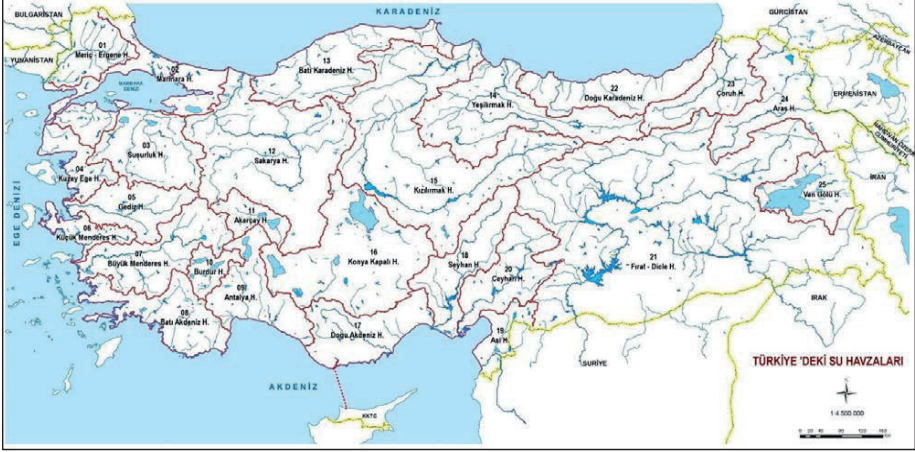 BULGARİSTAN
KARADENİZ
GÜRCİSTAN
01
Meriç - Ergene H.
AZERBAYCAN
YUNANİSTAN
02
Marmara H.
MARMARA
DENİZİ
13
Batı Karadeniz H.
14
Yeşilırmak H.
22
Doğu Karadeniz H.
23
Çoruh H.
ERMENİSTAN
24
Aras H.
03
Susurluk H.
12
Sakarya H.
04
Kuzey Ege H.
15
Kızılırmak H.
İRAN
25
Van Gölü H.
EGE DENİZİ
05
Gediz H.
11
Akarçay H.
06
Küçük Menderes H.
07
Büyük Menderes H.
10
Burdur H.
16
Konya Kapalı H.
18
Seyhan H.
20
Ceyhan H.
21
Fırat - Dicle H.
09
Antalya H.
08
Batı Akdeniz H.
17
Doğu Akdeniz H.
19
Asi H.
IRAK
SURİYE
TÜRKİYE 'DEKİ SU HAVZALARI
AKDENİZ
KKTC
1:4 500.000